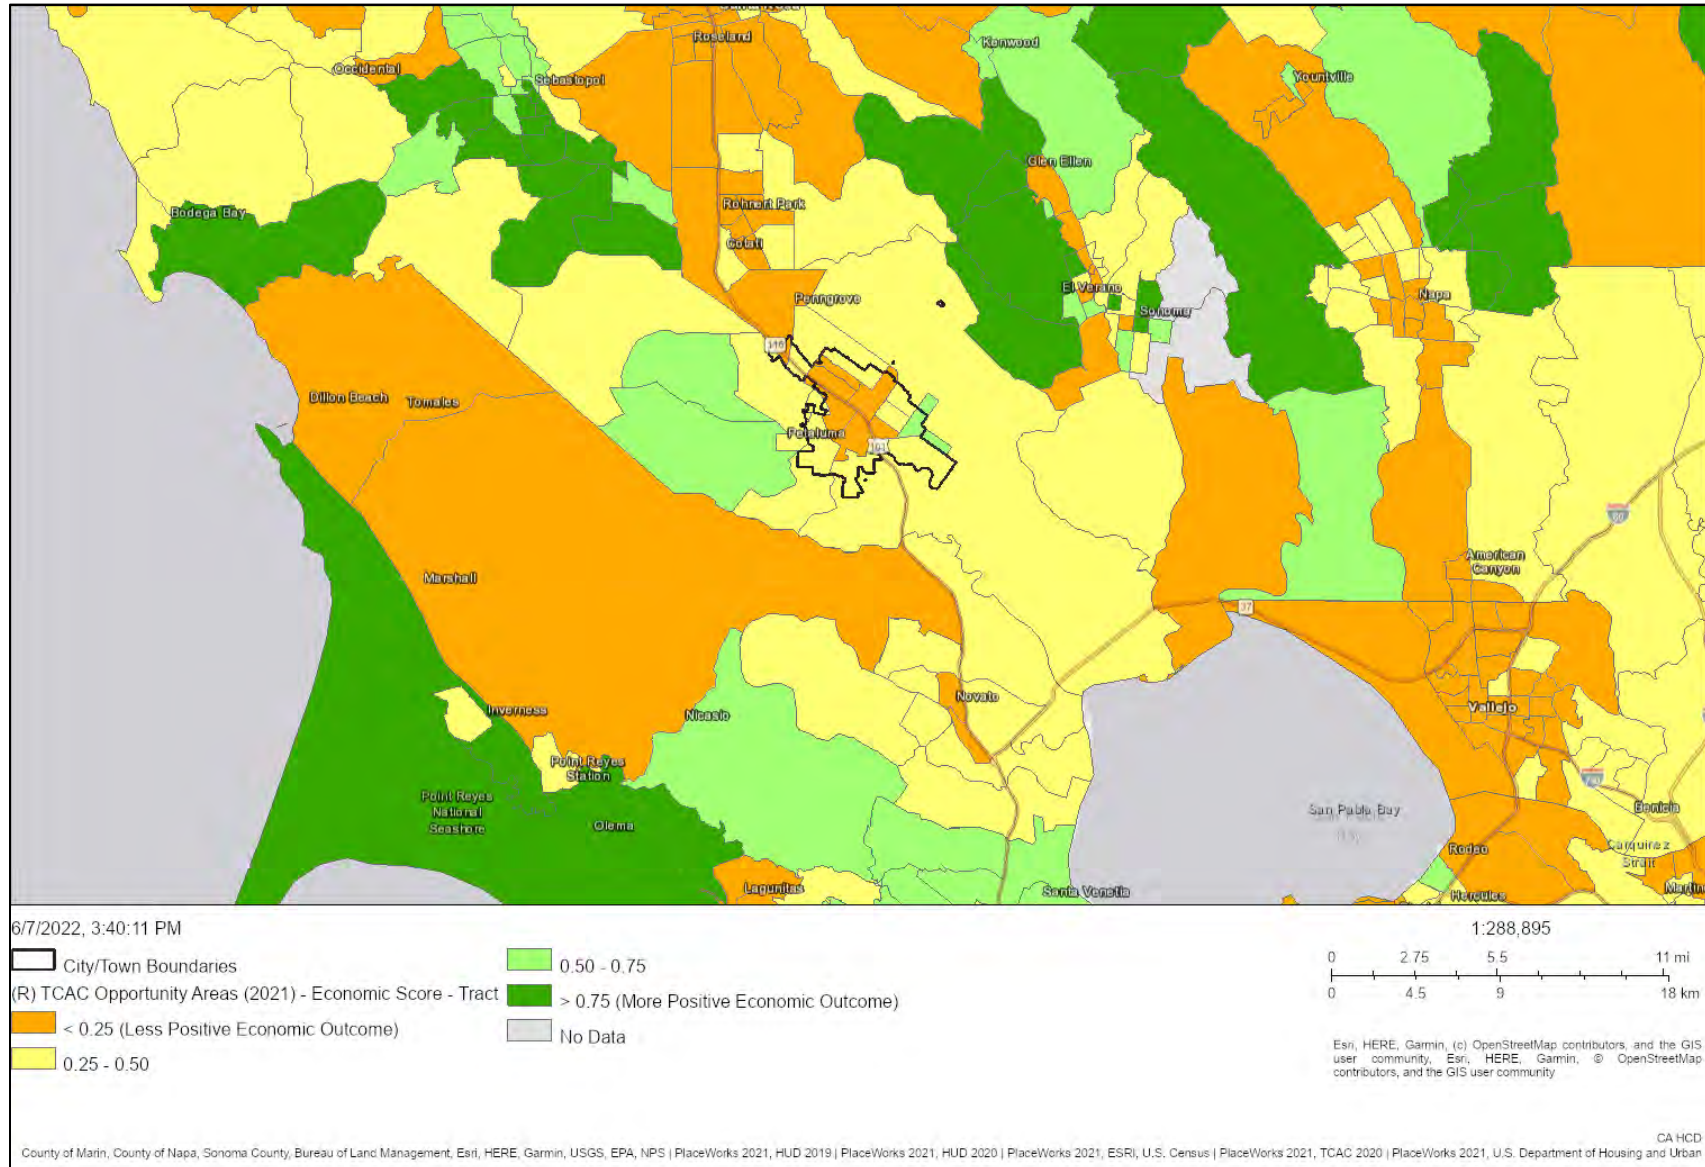 Roseland
Kenwood
Occidental
Sebastopol
Yountville
Glen Ellen
Rohnert Park
Bodega Bay
Cotati
El Verano
Penngrove
Sonoma
Napa
116
Dillon Beach
Tomales
Petaluma
101
80
American
Canyon
Marshall
37
Novato
Inverness
Nicasio
Vallejo
Point Reyes
Station
780
Point Reyes
National
Seashore
Olema
San Pablo Bay
Benicia
Rodeo
Carquinez
Strait
Lagunitas
Santa Venetia
Hercules
Martin
6/7/2022, 3:40:11 PM
1:288,895
City/Town Boundaries
(R) TCAC Opportunity Areas (2021) - Economic Score - Tract
< 0.25 (Less Positive Economic Outcome)
0.25 - 0.50
0.50 - 0.75
> 0.75 (More Positive Economic Outcome)
No Data
0 2.75 5.5 11 mi
0 4.5 9 18 km
Esri, HERE, Garmin, (c) OpenStreetMap contributors, and the GIS
user community, Esri, HERE, Garmin, © OpenStreetMap
contributors, and the GIS user community
CA HCD
County of Marin, County of Napa, Sonoma County, Bureau of Land Management, Esri, HERE, Garmin, USGS, EPA, NPS | PlaceWorks 2021, HUD 2019 | PlaceWorks 2021, HUD 2020 | PlaceWorks 2021, ESRI, U.S. Census | PlaceWorks 2021, TCAC 2020 | PlaceWorks 2021, U.S. Department of Housing and Urban